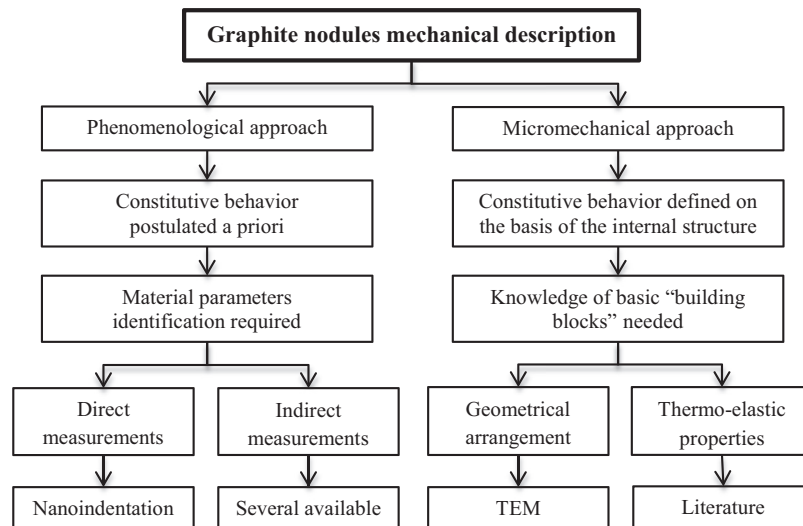 Graphite nodules mechanical description
Phenomenological approach
Micromechanical approach
Constitutive behavior
postulated a priori
Constitutive behavior defined on
the basis of the internal structure
Material parameters
identification required
Knowledge of basic “building
blocks” needed
Direct
measurements
Indirect
measurements
Geometrical
arrangement
Thermo-elastic
properties
Nanoindentation
Several available
TEM
Literature